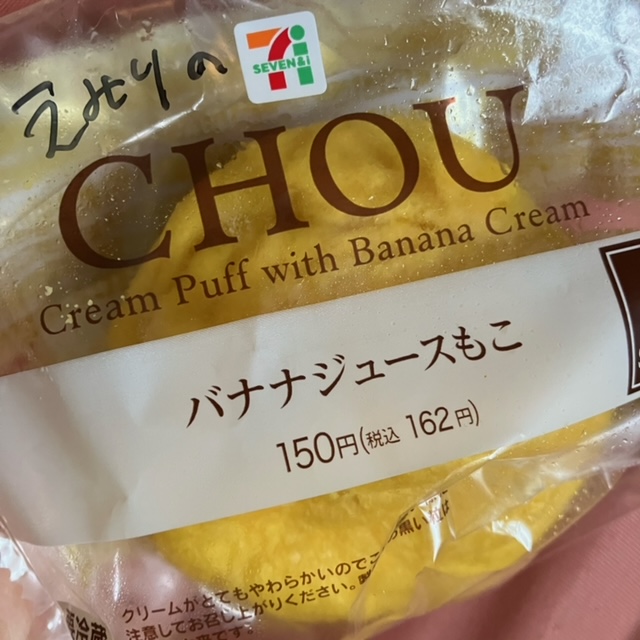 えみりの
7
SEVEN&i
CHOU
Cream Puff with Banana Cream
バナナジュースもこ
150円(税込 162円)
クリームがとてもやわらかいのでこ
注意してお召し上がりください。